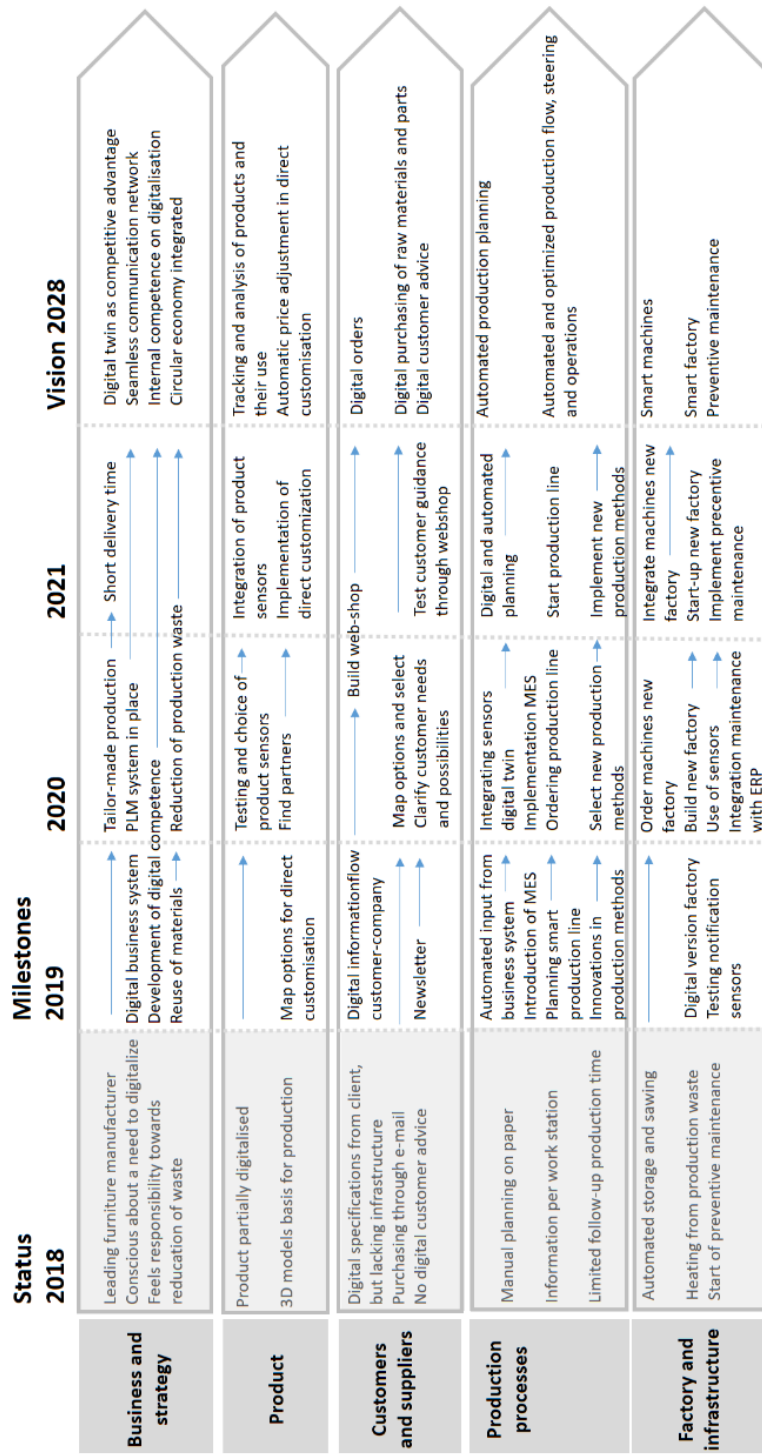 Status
2018
Milestones
2019
2020
2021
Vision 2028
Business and
strategy
Leading furniture manufacturer
Conscious about a need to digitalize
Feels responsibility towards
reducation of waste
Digital business system
Development of digital competence
Reuse of materials
Tailor-made production
PLM system in place
Reduction of production waste
Short delivery time
Digital twin as competitive advantage
Seamless communication network
Internal competence on digitalisation
Circular economy integrated
Product
Product partially digitalised
3D models basis for production
Map options for direct
customisation
Testing and choice of
product sensors
Find partners
Integration of product
sensors
Implementation of
direct customization
Tracking and analysis of products and
their use
Automatic price adjustment in direct
customisation
Customers
and suppliers
Digital specifications from client,
but lacking infrastructure
Purchasing through e-mail
No digital customer advice
Digital informationflow
customer-company
Newsletter
Map options and select
Clarify customer needs
and possibilities
Build web-shop
Test customer guidance
through webshop
Digital orders
Digital purchasing of raw materials and parts
Digital customer advice
Production
processes
Manual planning on paper
Information per work station
Limited follow-up production time
Automated input from
business system
Introduction of MES
Planning smart
production line
Innovations in
production methods
Integrating sensors
digital twin
Implementation MES
Ordering production line
Select new production
methods
Digital and automated
planning
Start production line
Implement new
production methods
Automated production planning
Automated and optimized production flow, steering
and operations
Factory and
infrastructure
Automated storage and sawing
Heating from production waste
Start of preventive maintenance
Digital version factory
Testing notification
sensors
Order machines new
factory
Build new factory
Use of sensors
Integration maintenance
with ERP
Integrate machines new
factory
Start-up new factory
Implement precentive
maintenance
Smart machines
Smart factory
Preventive maintenance